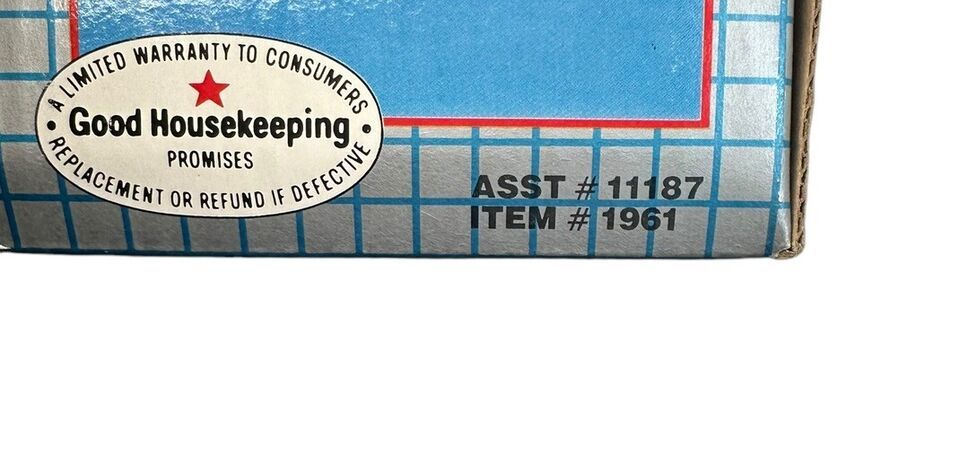 A LIMITED WARRANTY TO CONSUMERS
Good Housekeeping
PROMISES
REPLACEMENT OR REFUND IF DEFECTIVE
ASST # 11187
ITEM # 1961